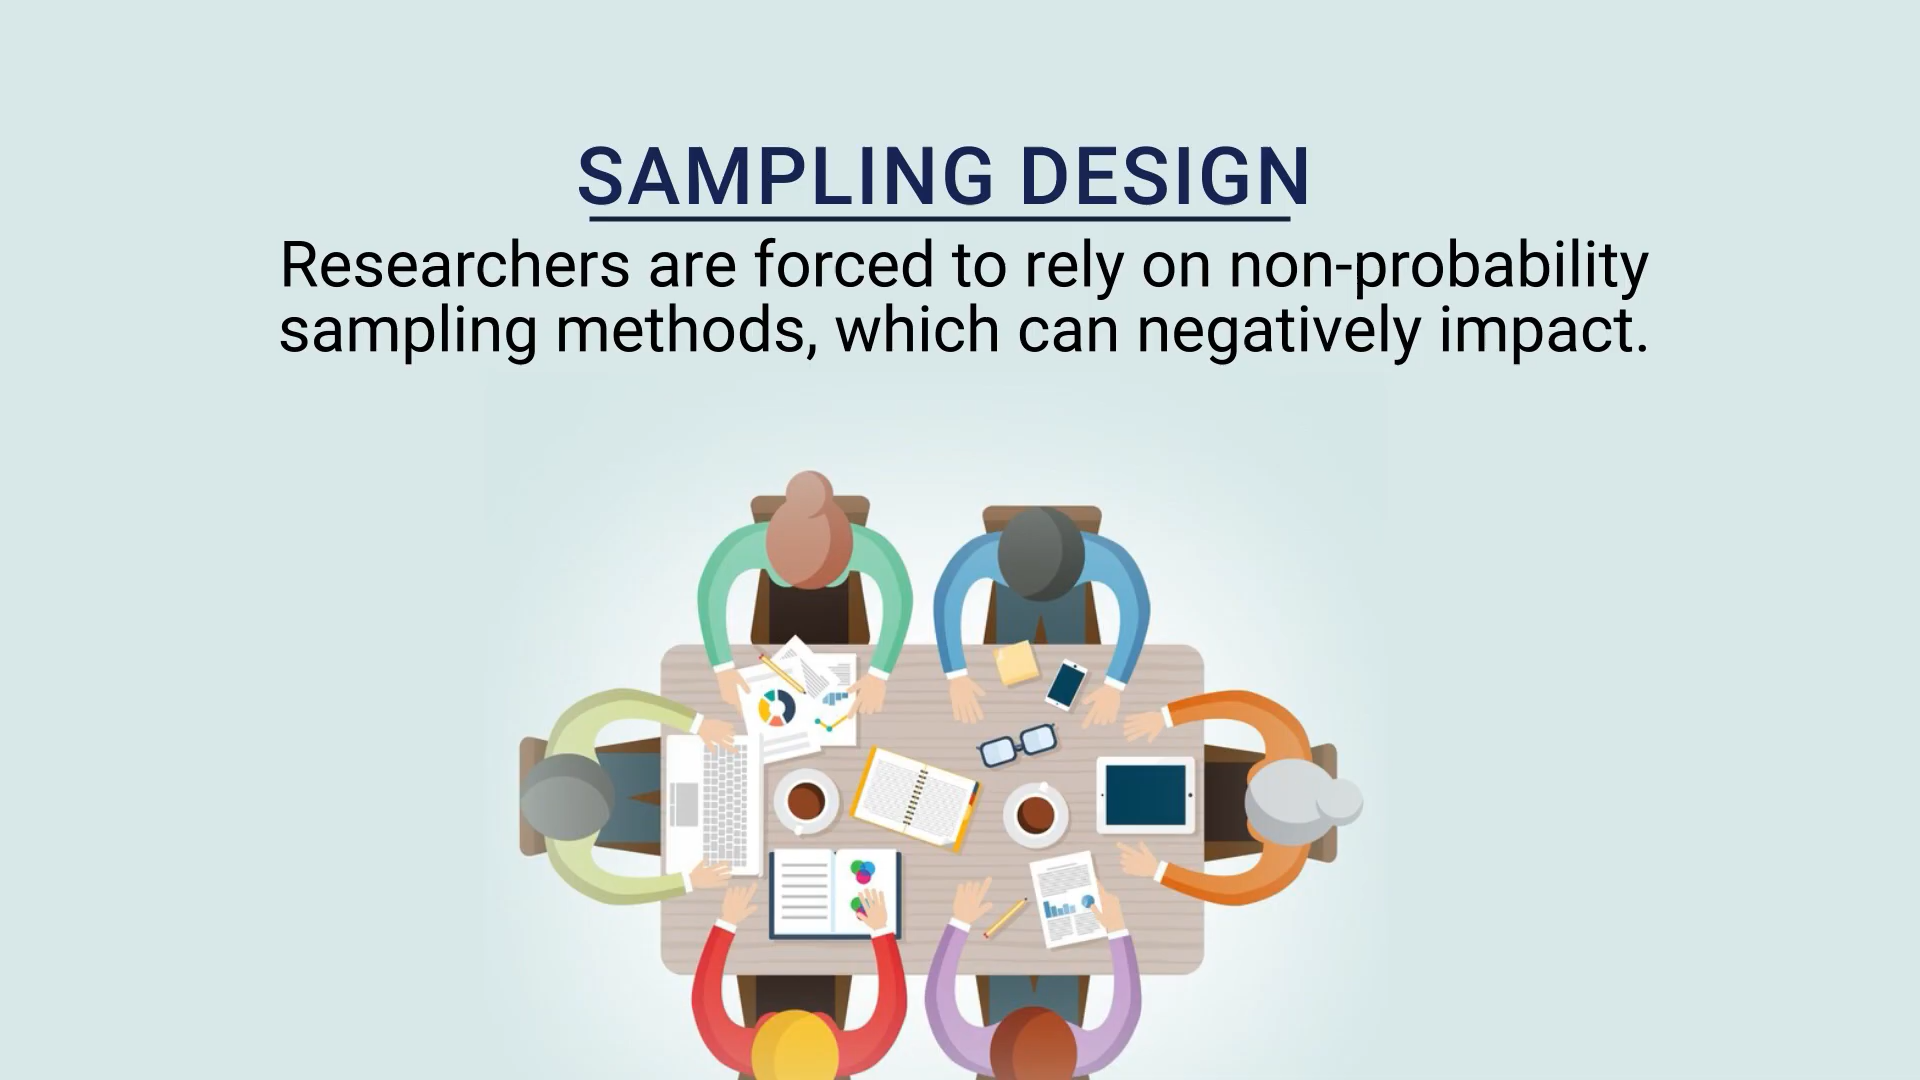 SAMPLING DESIGN
Researchers are forced to rely on non-probability
sampling methods, which can negatively impact.